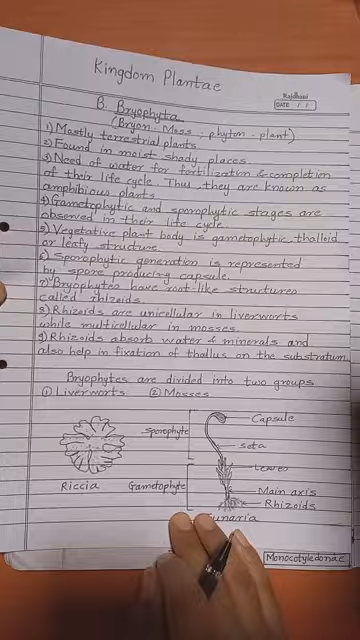 Kingdom Plantae
Rajdhani
DATE / /
B. Bryophyta
(Bryon - Moss ; phyton - plant)
1) Mostly terrestrial plants.
2) Found in moist shady places.
3) Need of water for fertilization & completion
of their life cycle. Thus, they are known as
amphibious plants.
4) Gametophytic and sporophytic stages are
observed in their life cycle.
5) Vegetative plant body is gametophytic, thalloid
or leafy structure.
6) Sporophytic generation is represented
by spore producing capsule.
7) Bryophytes have root-like structures
called rhizoids.
8) Rhizoids are unicellular in liverworts
while multicellular in mosses.
9) Rhizoids absorb water & minerals and
also help in fixation of thallus on the substratum.
Bryophytes are divided into two groups
① Liverworts ② Mosses
Capsule
Sporophyte
seta
Leaves
Riccia
Gametophyte
Main axis
Rhizoids
Funaria
Monocotyledonae